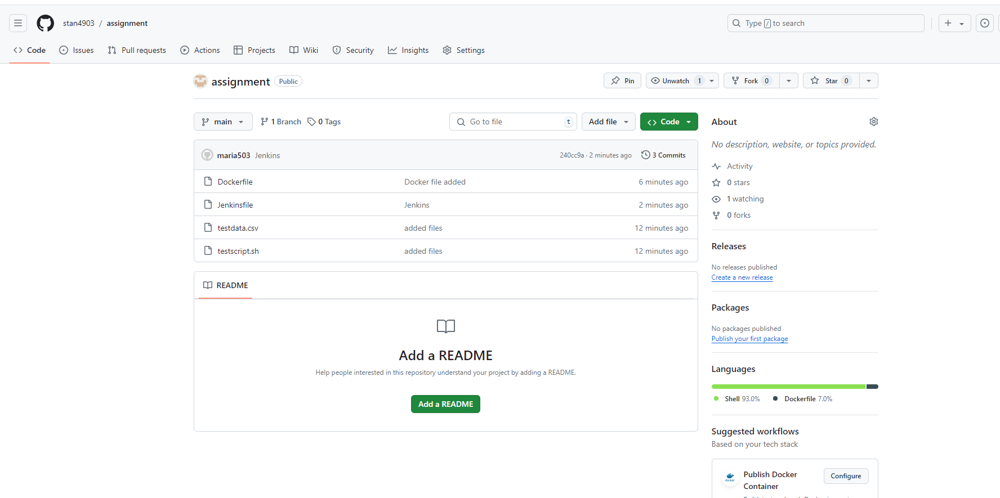 stan4903 / assignment
Type / to search
Code
Issues
Pull requests
Actions
Projects
Wiki
Security
Insights
Settings
assignment Public
Pin
Unwatch 1
Fork 0
Star 0
main
1 Branch
0 Tags
Go to file t
Add file
Code
maria503 Jenkins 240cc9a · 2 minutes ago 3 Commits
Dockerfile Docker file added 6 minutes ago
Jenkinsfile Jenkins 2 minutes ago
testdata.csv added files 12 minutes ago
testscript.sh added files 12 minutes ago
README
Add a README
Help people interested in this repository understand your project by adding a README.
Add a README
About
No description, website, or topics provided.
Activity
0 stars
1 watching
0 forks
Releases
No releases published
Create a new release
Packages
No packages published
Publish your first package
Languages
Shell 93.0% Dockerfile 7.0%
Suggested workflows
Based on your tech stack
docker
Publish Docker
Container
Configure